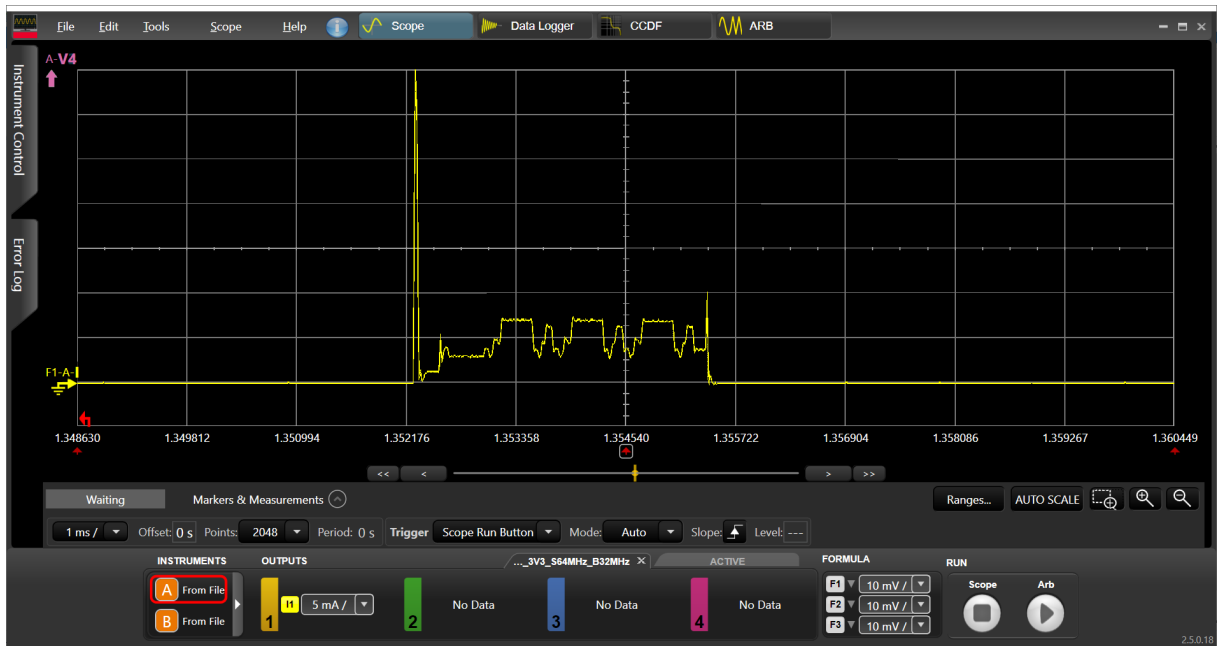 File Edit Tools Scope Help i Scope Data Logger CCDF ARB
Instrument Control
Error Log
A-V4
F1-A-I
1.348630 1.349812 1.350994 1.352176 1.353358 1.354540 1.355722 1.356904 1.358086 1.359267 1.360449
<< < > >>
Waiting Markers & Measurements Ranges... AUTO SCALE
1 ms / Offset: 0 s Points: 2048 Period: 0 s Trigger Scope Run Button Mode: Auto Slope: Level: ---
INSTRUMENTS OUTPUTS ..._3V3_S64MHz_B32MHz X ACTIVE FORMULA RUN
A From File 1 I1 5 mA / 2 No Data 3 No Data 4 No Data F1 10 mV / Scope Arb
F2 10 mV /
B From File F3 10 mV /
2.5.0.18